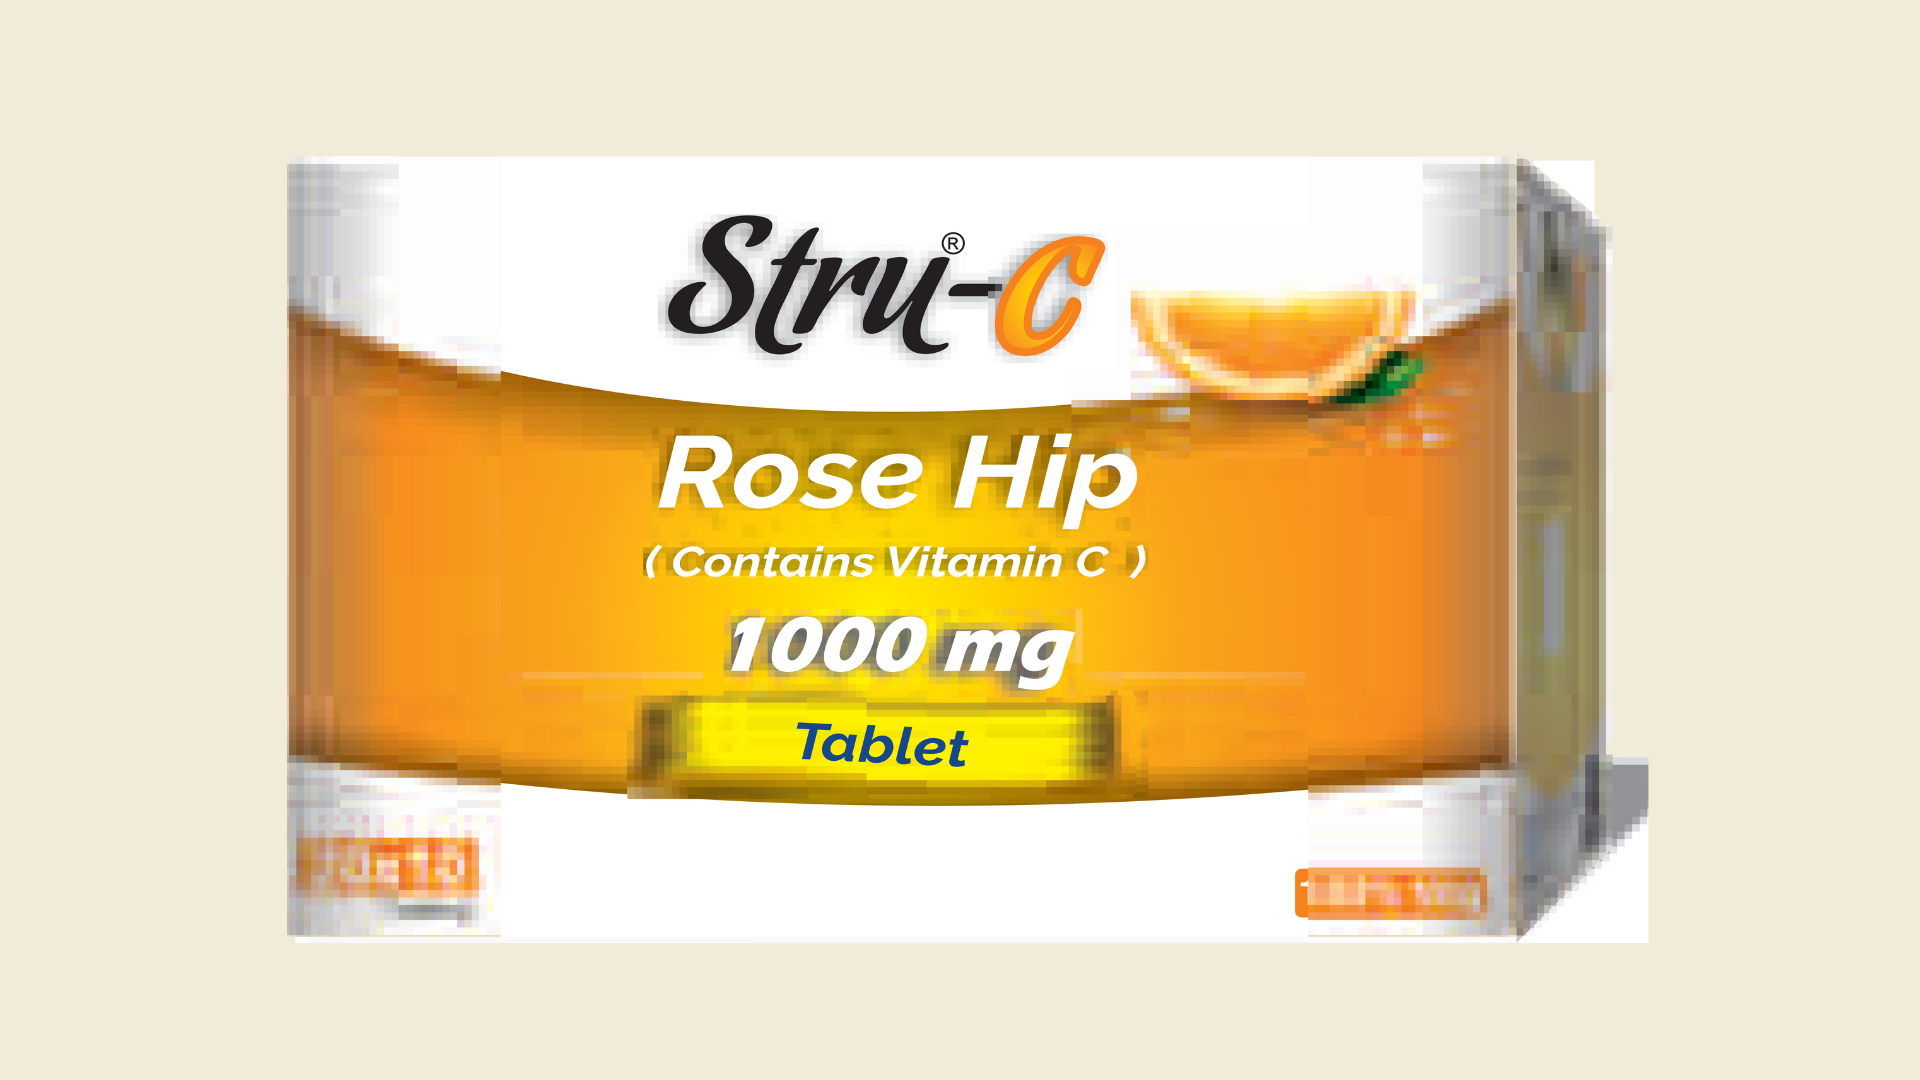 Stru-C®
Rose Hip
( Contains Vitamin C )
1000 mg
Tablet